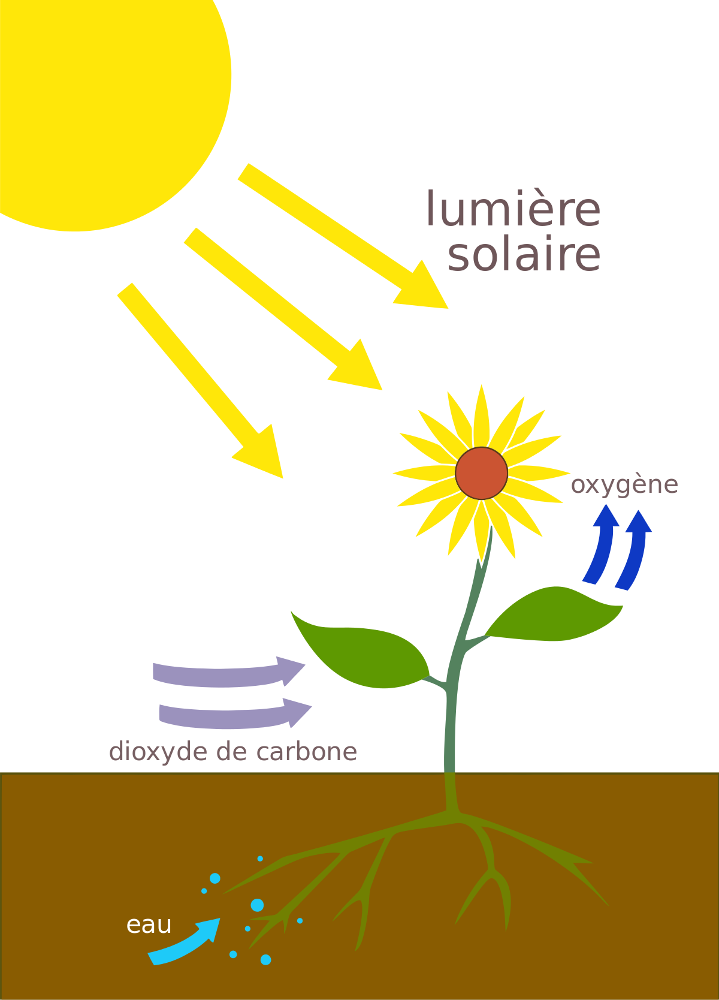 lumière
solaire
oxygène
dioxyde de carbone
eau